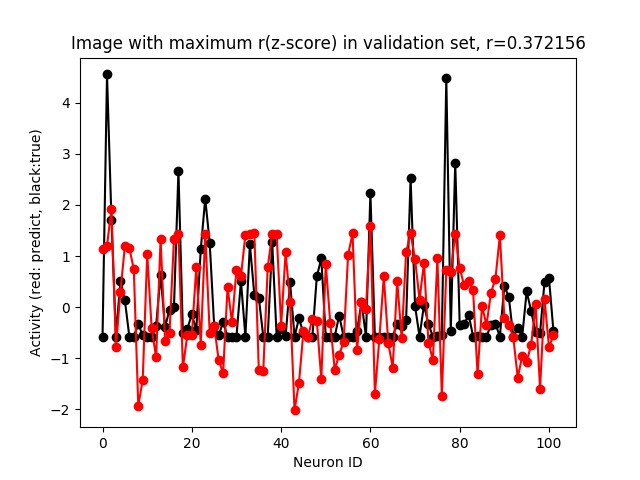 Image with maximum r(z-score) in validation set, r=0.372156
Activity (red: predict, black:true)
4
3
2
1
0
−1
−2
0 20 40 60 80 100
Neuron ID